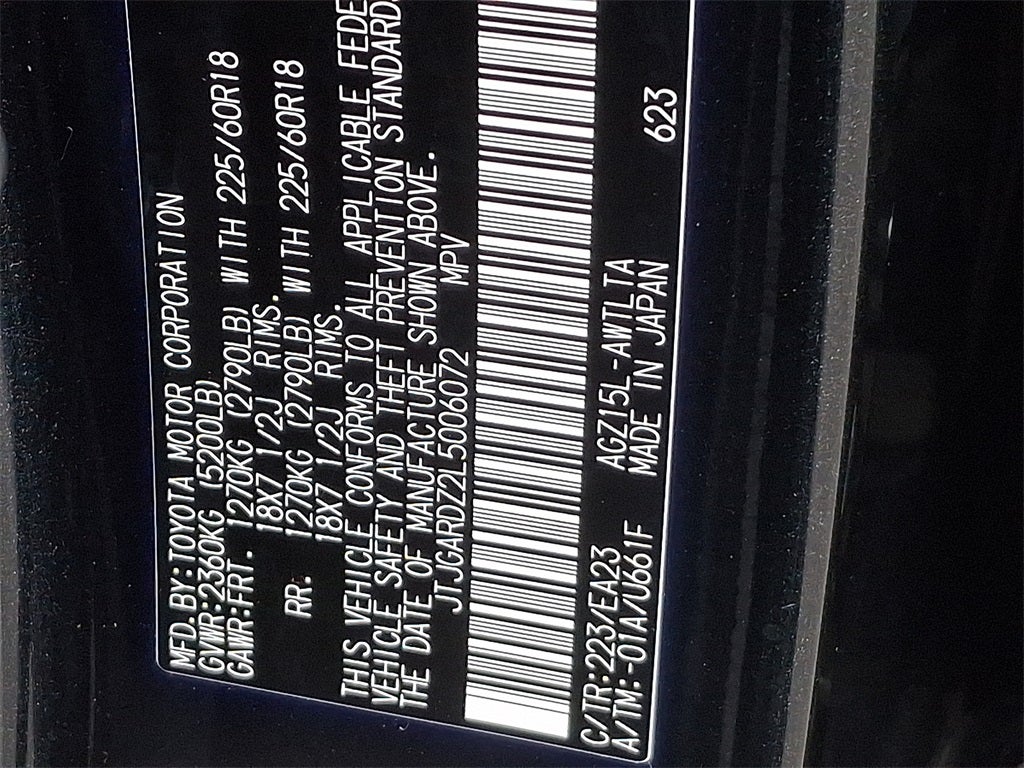 MFD.BY:TOYOTA MOTOR CORPORATION
GVWR:2360KG (5200LB)
GAWR:FRT. 1270KG (2790LB) WITH 225/60R18
18X7 1/2J RIMS.
RR. 1270KG (2790LB) WITH 225/60R18
18X7 1/2J RIMS.
THIS VEHICLE CONFORMS TO ALL APPLICABLE FEDE
VEHICLE SAFETY AND THEFT PREVENTION STANDARDS
THE DATE OF MANUFACTURE SHOWN ABOVE.
JTJGARDZ2L5006072 MPV
C/TR:223/EA23 AGZ15L-AWTLTA 623
A/TM:-01A/U661F MADE IN JAPAN